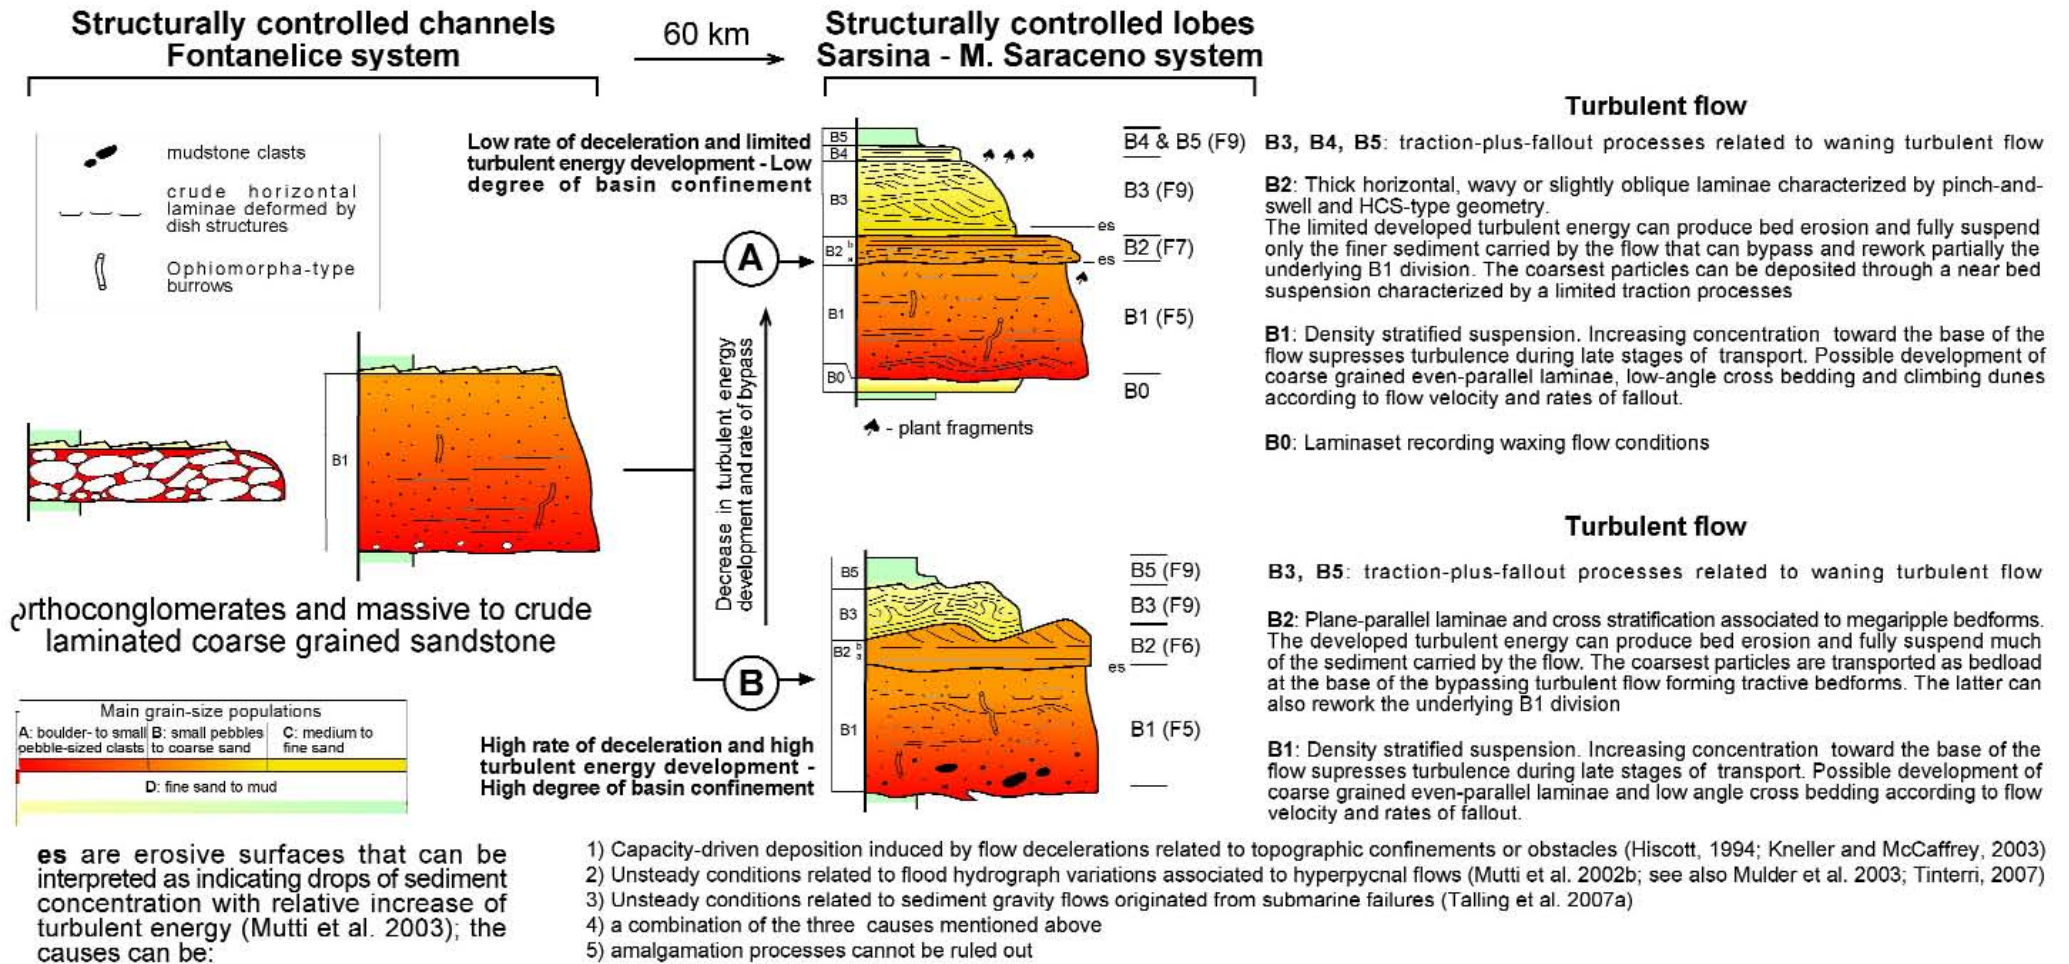 Structurally controlled channels
Fontanelice system
60 km
Structurally controlled lobes
Sarsina - M. Saraceno system
mudstone clasts
crude horizontal
laminae deformed by
dish structures
Ophiomorpha-type
burrows
B1
orthoconglomerates and massive to crude
laminated coarse grained sandstone
Main grain-size populations
A: boulder- to small
pebble-sized clasts
B: small pebbles
to coarse sand
C: medium to
fine sand
D: fine sand to mud
Low rate of deceleration and limited
turbulent energy development - Low
degree of basin confinement
A
Decrease in turbulent energy
development and rate of bypass
B
High rate of deceleration and high
turbulent energy development -
High degree of basin confinement
B5
B4
B3
B2 b
a
B1
B0
es
es
B4 & B5 (F9)
B3 (F9)
B2 (F7)
B1 (F5)
B0
- plant fragments
B5
B3
B2 b
a
B1
es
B5 (F9)
B3 (F9)
B2 (F6)
B1 (F5)
Turbulent flow
B3, B4, B5: traction-plus-fallout processes related to waning turbulent flow
B2: Thick horizontal, wavy or slightly oblique laminae characterized by pinch-and-
swell and HCS-type geometry.
The limited developed turbulent energy can produce bed erosion and fully suspend
only the finer sediment carried by the flow that can bypass and rework partially the
underlying B1 division. The coarsest particles can be deposited through a near bed
suspension characterized by a limited traction processes
B1: Density stratified suspension. Increasing concentration toward the base of the
flow supresses turbulence during late stages of transport. Possible development of
coarse grained even-parallel laminae, low-angle cross bedding and climbing dunes
according to flow velocity and rates of fallout.
B0: Laminaset recording waxing flow conditions
Turbulent flow
B3, B5: traction-plus-fallout processes related to waning turbulent flow
B2: Plane-parallel laminae and cross stratification associated to megaripple bedforms.
The developed turbulent energy can produce bed erosion and fully suspend much
of the sediment carried by the flow. The coarsest particles are transported as bedload
at the base of the bypassing turbulent flow forming tractive bedforms. The latter can
also rework the underlying B1 division
B1: Density stratified suspension. Increasing concentration toward the base of the
flow supresses turbulence during late stages of transport. Possible development of
coarse grained even-parallel laminae and low angle cross bedding according to flow
velocity and rates of fallout.
es are erosive surfaces that can be
interpreted as indicating drops of sediment
concentration with relative increase of
turbulent energy (Mutti et al. 2003); the
causes can be:
1) Capacity-driven deposition induced by flow decelerations related to topographic confinements or obstacles (Hiscott, 1994; Kneller and McCaffrey, 2003)
2) Unsteady conditions related to flood hydrograph variations associated to hyperpycnal flows (Mutti et al. 2002b; see also Mulder et al. 2003; Tinterri, 2007)
3) Unsteady conditions related to sediment gravity flows originated from submarine failures (Talling et al. 2007a)
4) a combination of the three causes mentioned above
5) amalgamation processes cannot be ruled out